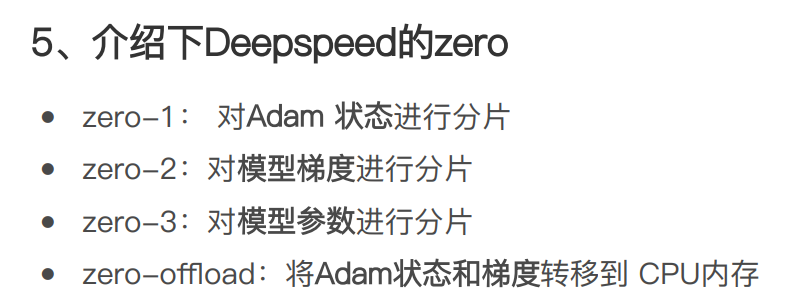 5、介绍下Deepspeed的zero
• zero-1： 对Adam 状态进行分片
• zero-2：对模型梯度进行分片
• zero-3：对模型参数进行分片
• zero-offload：将Adam状态和梯度转移到 CPU内存